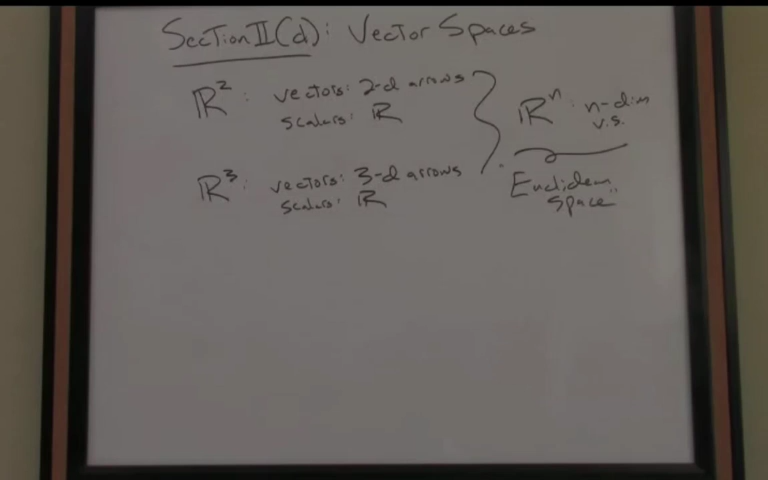 Section II(d): Vector Spaces
ℝ²: vectors: 2-d arrows
scalars: ℝ
ℝ³: vectors: 3-d arrows
scalars: ℝ
ℝⁿ: n-dim
v.s.
Euclidean
space